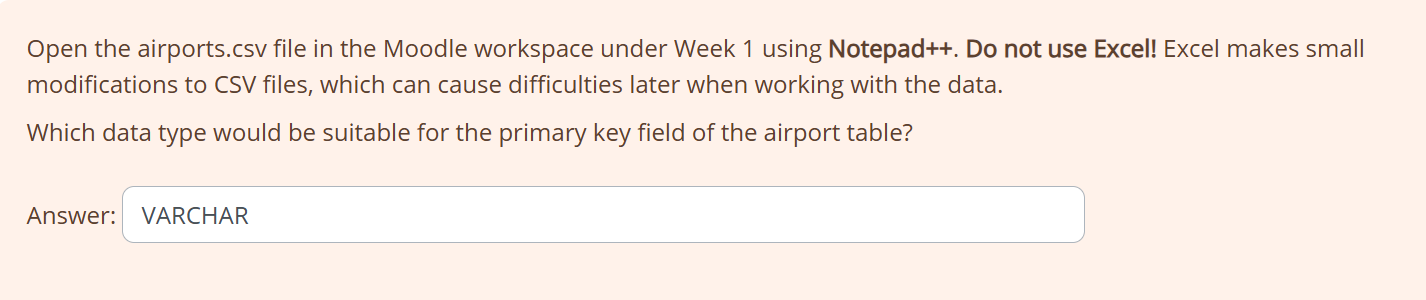 Open the airports.csv file in the Moodle workspace under Week 1 using Notepad++. Do not use Excel! Excel makes small
modifications to CSV files, which can cause difficulties later when working with the data.
Which data type would be suitable for the primary key field of the airport table?
Answer: VARCHAR